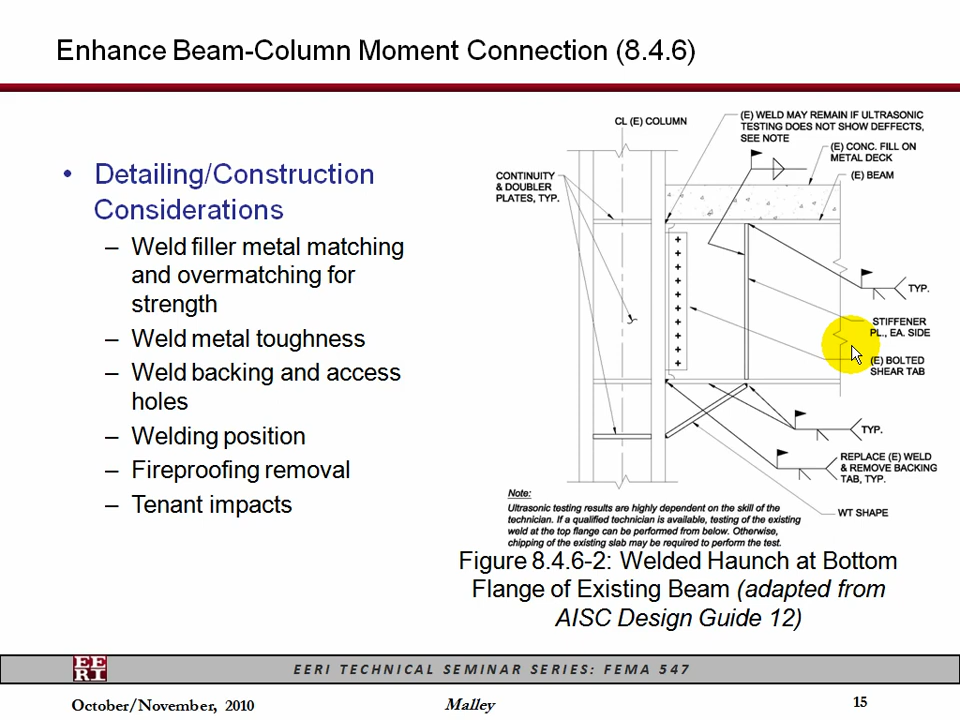 Enhance Beam-Column Moment Connection (8.4.6)
• Detailing/Construction
Considerations
– Weld filler metal matching
and overmatching for
strength
– Weld metal toughness
– Weld backing and access
holes
– Welding position
– Fireproofing removal
– Tenant impacts
CL (E) COLUMN
(E) WELD MAY REMAIN IF ULTRASONIC
TESTING DOES NOT SHOW DEFFECTS,
SEE NOTE
(E) CONC. FILL ON
METAL DECK
(E) BEAM
CONTINUITY
& DOUBLER
PLATES, TYP.
TYP.
STIFFENER
PL., EA. SIDE
(E) BOLTED
SHEAR TAB
TYP.
REPLACE (E) WELD
& REMOVE BACKING
TAB, TYP.
WT SHAPE
Note:
Ultrasonic testing results are highly dependent on the skill of the
technician. If a qualified technician is available, testing of the existing
weld at the top flange can be performed from below. Otherwise,
chipping of the existing slab may be required to perform the test.
Figure 8.4.6-2: Welded Haunch at Bottom
Flange of Existing Beam (adapted from
AISC Design Guide 12)
EE
RI
EERI TECHNICAL SEMINAR SERIES: FEMA 547
October/November, 2010
Malley
15